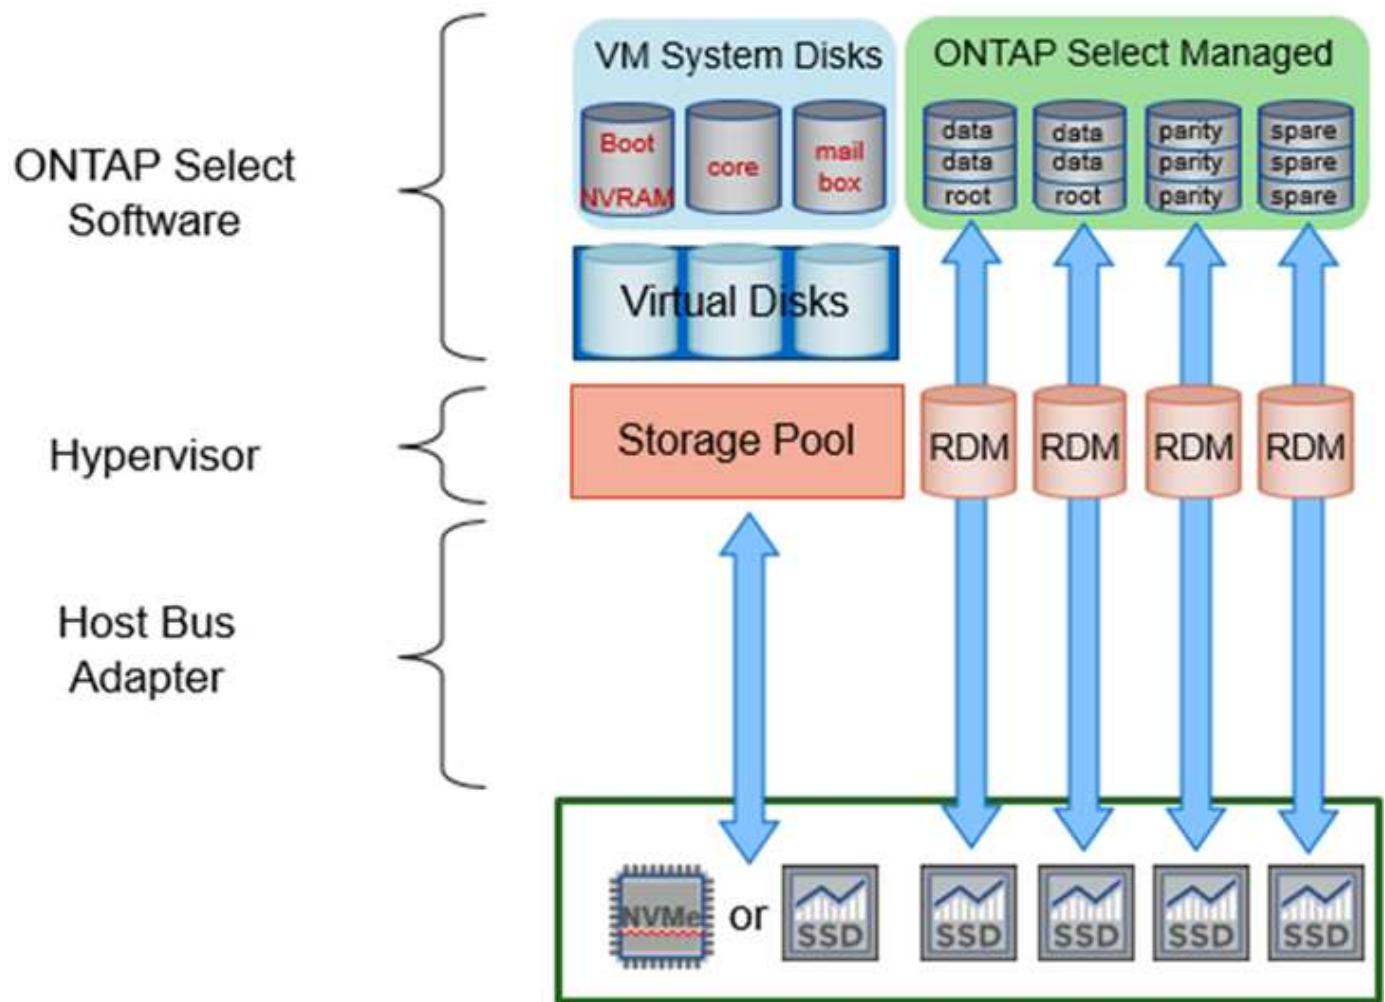 VM System Disks
ONTAP Select Managed
Boot
NVRAM
core
mail
box
data
data
root
data
data
root
parity
parity
parity
spare
spare
spare
ONTAP Select
Software
Virtual Disks
Hypervisor
Storage Pool
RDM
RDM
RDM
RDM
Host Bus
Adapter
NVMe
or
SSD
SSD
SSD
SSD
SSD